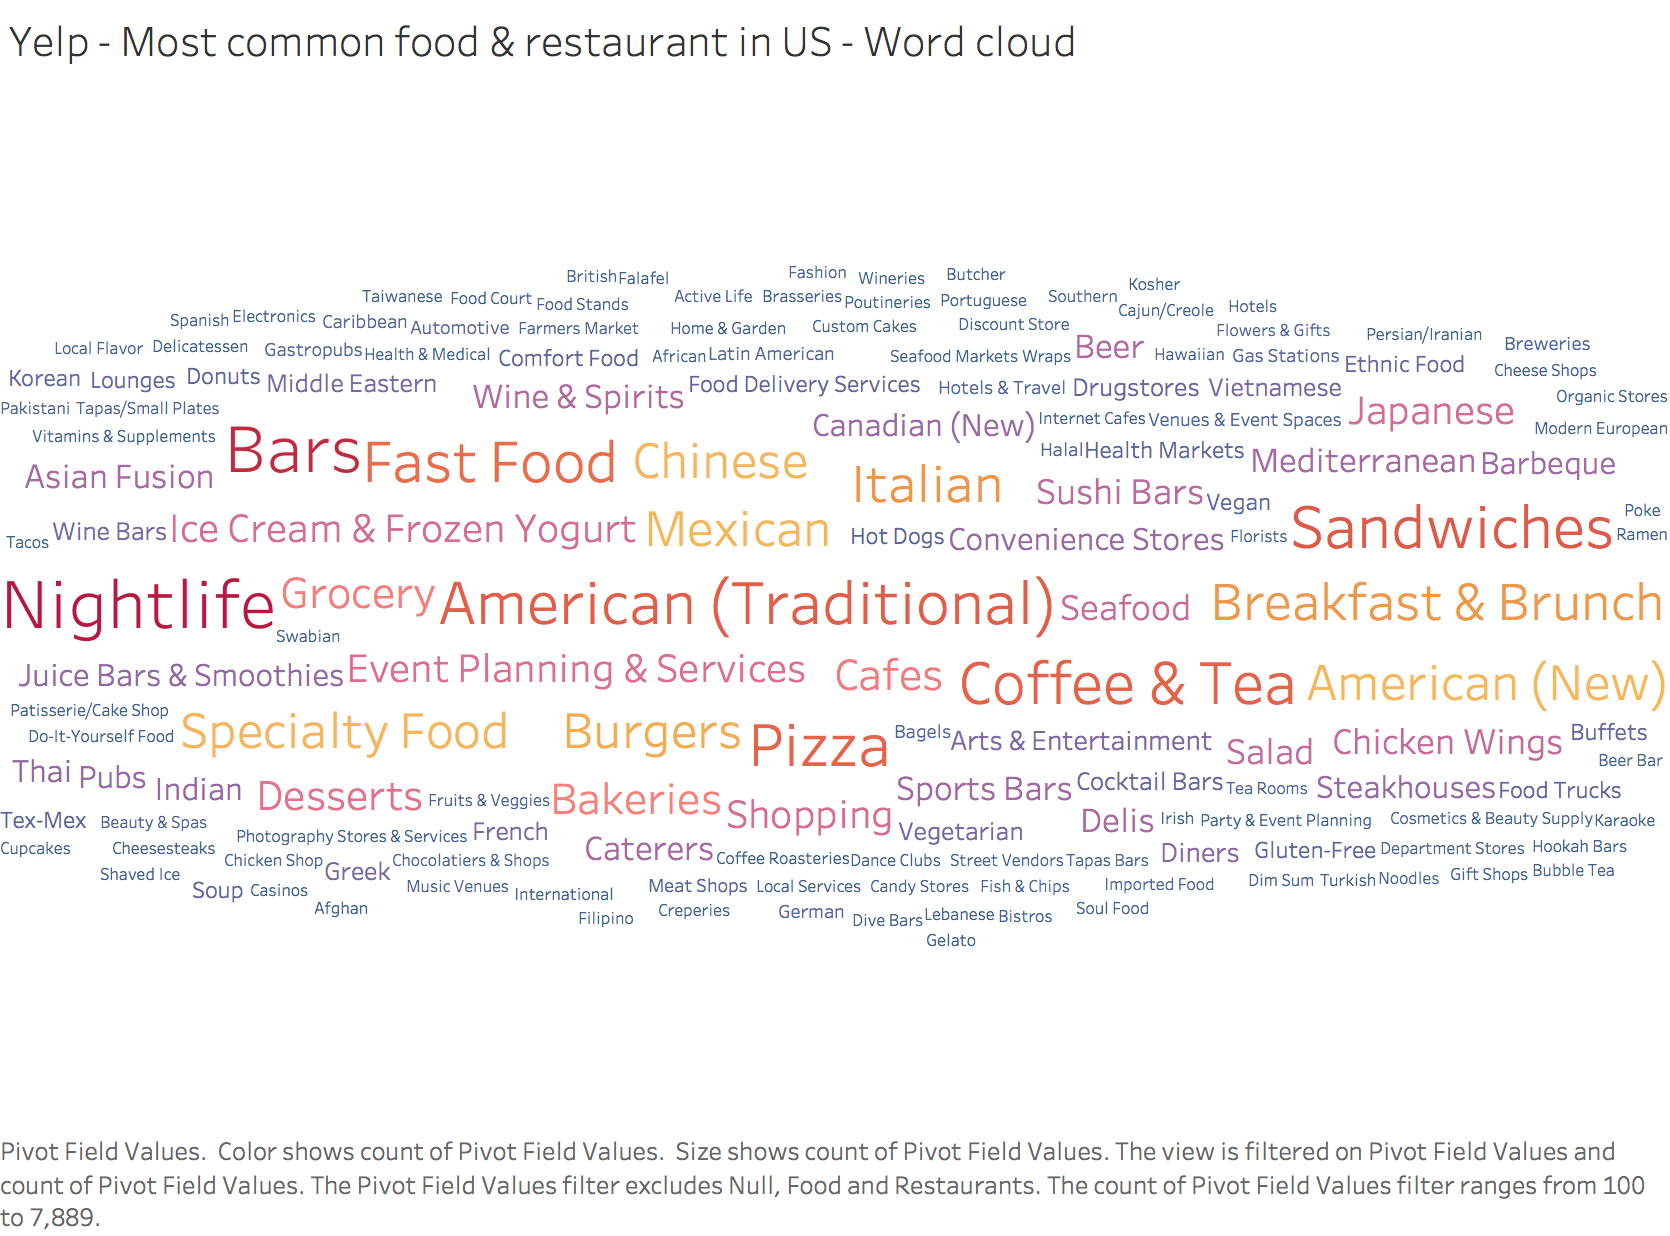 Yelp - Most common food & restaurant in US - Word cloud
British Falafel Fashion Wineries Butcher
Kosher
Taiwanese Food Court Food Stands Active Life Brasseries Poutineries Portuguese Southern
Cajun/Creole Hotels
Spanish Electronics Caribbean Automotive Farmers Market Home & Garden Custom Cakes Discount Store
Flowers & Gifts Persian/Iranian Breweries
Local Flavor Delicatessen Gastropubs Health & Medical Comfort Food African Latin American Seafood Markets Wraps Beer Hawaiian Gas Stations Ethnic Food Cheese Shops
Korean Lounges Donuts Middle Eastern Wine & Spirits Food Delivery Services Hotels & Travel Drugstores Vietnamese Organic Stores
Pakistani Tapas/Small Plates Canadian (New) Internet Cafes Venues & Event Spaces Japanese Modern European
Vitamins & Supplements Bars Fast Food Chinese Halal Health Markets Mediterranean Barbeque
Asian Fusion Italian Sushi Bars Vegan Sandwiches Poke
Tacos Wine Bars Ice Cream & Frozen Yogurt Mexican Hot Dogs Convenience Stores Florists Ramen
Nightlife Grocery American (Traditional) Seafood Breakfast & Brunch
Swabian
Juice Bars & Smoothies Event Planning & Services Cafes Coffee & Tea American (New)
Patisserie/Cake Shop
Do-It-Yourself Food Specialty Food Burgers Pizza Bagels Arts & Entertainment Salad Chicken Wings Buffets
Beer Bar
Thai Pubs Indian Desserts Fruits & Veggies Bakeries Shopping Sports Bars Cocktail Bars Tea Rooms Steakhouses Food Trucks
Tex-Mex Beauty & Spas Photography Stores & Services French Vegetarian Delis Irish Party & Event Planning Cosmetics & Beauty Supply Karaoke
Cupcakes Cheesesteaks Chicken Shop Chocolatiers & Shops Caterers Coffee Roasteries Dance Clubs Street Vendors Tapas Bars Diners Gluten-Free Department Stores Hookah Bars
Shaved Ice Greek
Soup Casinos Music Venues International Meat Shops Local Services Candy Stores Fish & Chips Imported Food Dim Sum Turkish Noodles Gift Shops Bubble Tea
Afghan Filipino Creperies German Dive Bars Lebanese Bistros Soul Food
Gelato
Pivot Field Values.  Color shows count of Pivot Field Values.  Size shows count of Pivot Field Values. The view is filtered on Pivot Field Values and
count of Pivot Field Values. The Pivot Field Values filter excludes Null, Food and Restaurants. The count of Pivot Field Values filter ranges from 100
to 7,889.